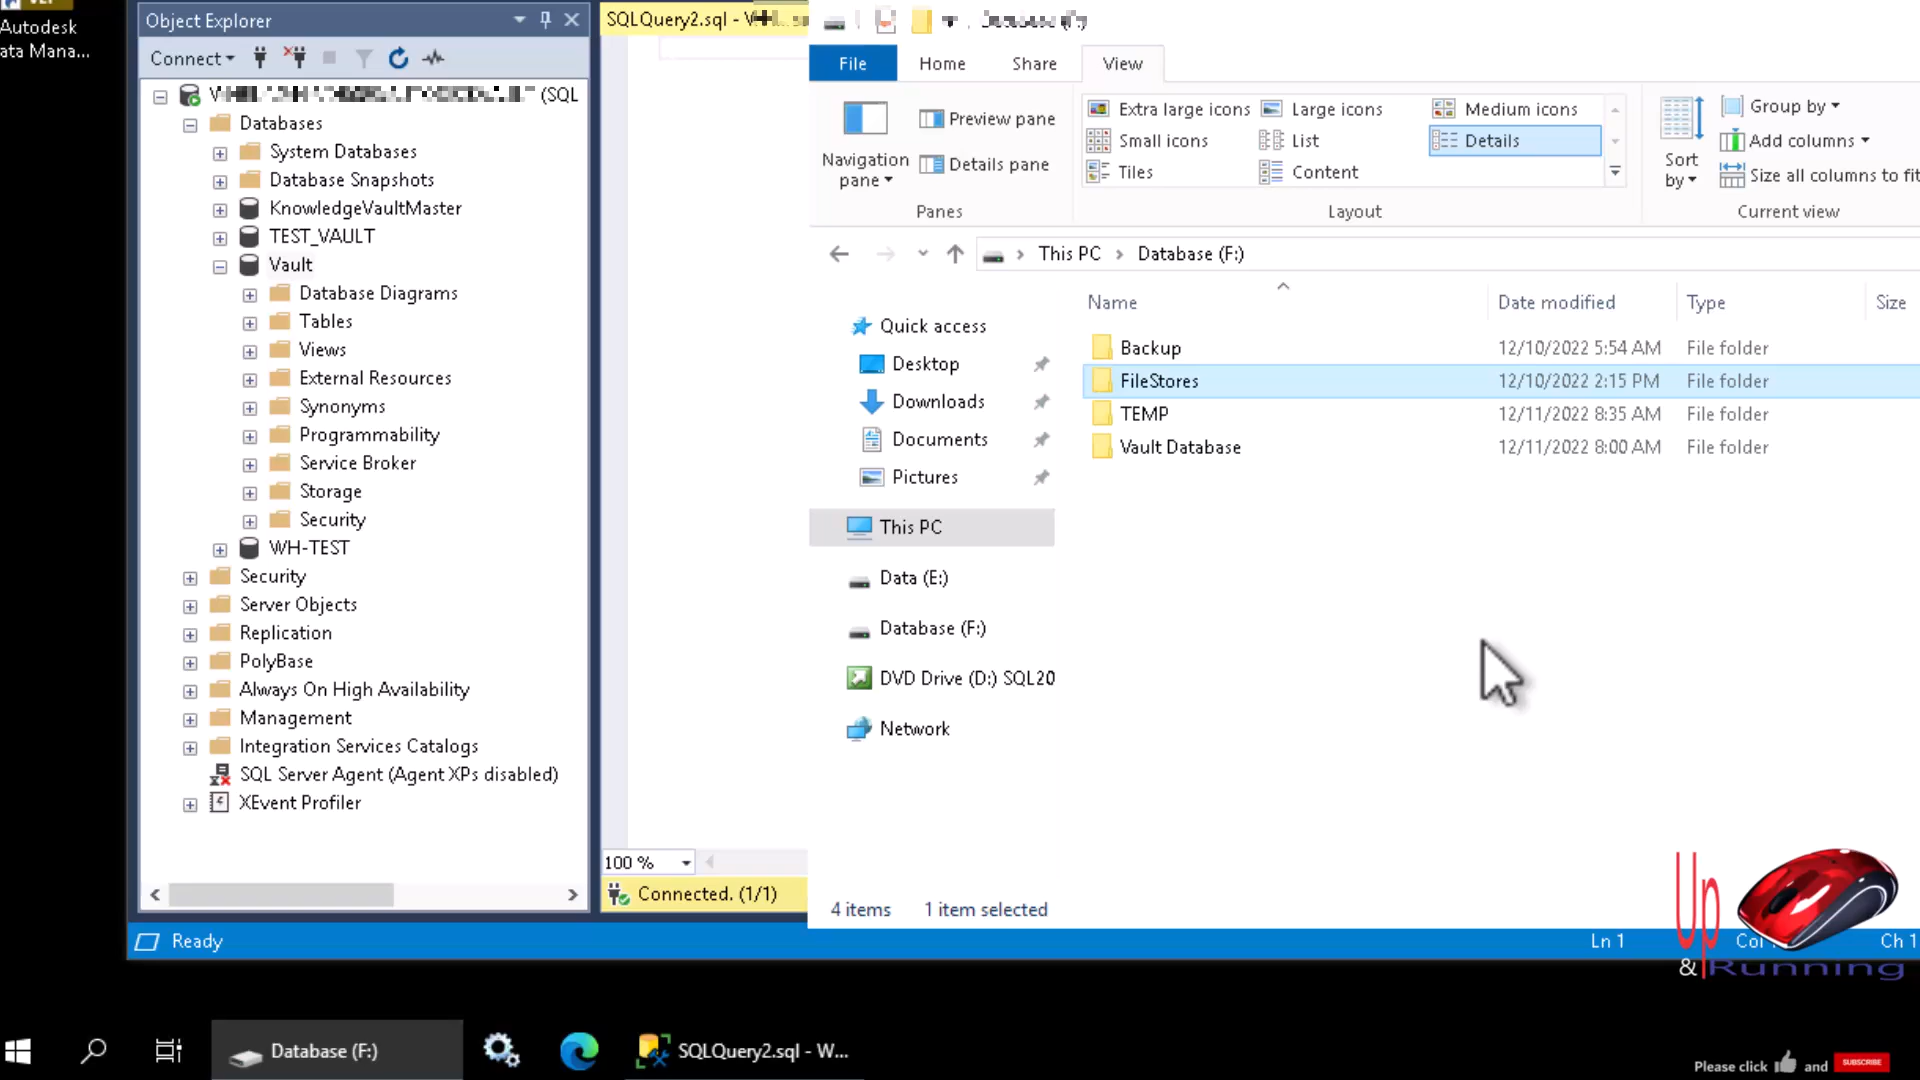 Autodesk
ata Mana...
Object Explorer
Connect
(SQL
Databases
System Databases
Database Snapshots
KnowledgeVaultMaster
TEST_VAULT
Vault
Database Diagrams
Tables
Views
External Resources
Synonyms
Programmability
Service Broker
Storage
Security
WH-TEST
Security
Server Objects
Replication
PolyBase
Always On High Availability
Management
Integration Services Catalogs
SQL Server Agent (Agent XPs disabled)
XEvent Profiler
SQLQuery2.sql -
100 %
Connected. (1/1)
Ready
Ln 1
Ch 1
Database (F:)
File
Home
Share
View
Navigation
pane
Preview pane
Details pane
Panes
Extra large icons
Large icons
Medium icons
Small icons
List
Details
Tiles
Content
Layout
Sort
by
Group by
Add columns
Size all columns to fit
Current view
This PC
Database (F:)
Name
Date modified
Type
Size
Backup 12/10/2022 5:54 AM File folder
FileStores 12/10/2022 2:15 PM File folder
TEMP 12/11/2022 8:35 AM File folder
Vault Database 12/11/2022 8:00 AM File folder
Quick access
Desktop
Downloads
Documents
Pictures
This PC
Data (E:)
Database (F:)
DVD Drive (D:) SQL20
Network
4 items
1 item selected
Up
& Running
Database (F:)
SQLQuery2.sql - W...
Please click and SUBSCRIBE